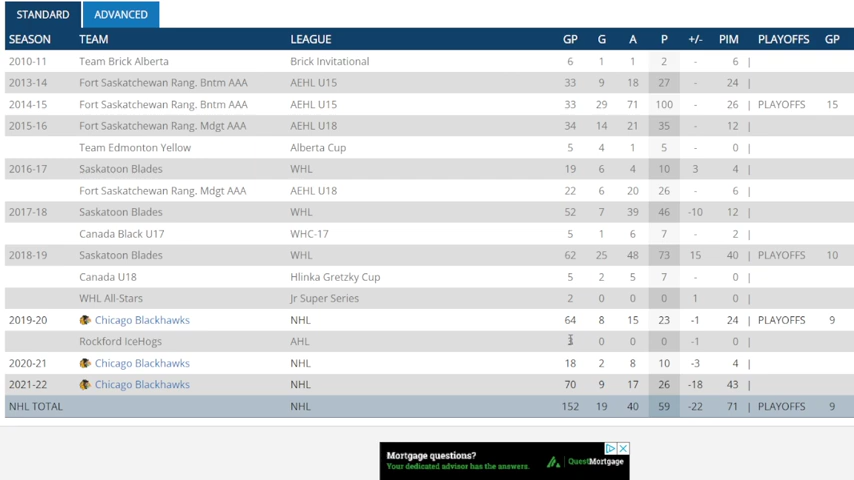 STANDARD ADVANCED
SEASON TEAM LEAGUE GP G A P +/- PIM PLAYOFFS GP
2010-11 Team Brick Alberta Brick Invitational 6 1 1 2 - 6 |
2013-14 Fort Saskatchewan Rang. Bntm AAA AEHL U15 33 9 18 27 - 24 |
2014-15 Fort Saskatchewan Rang. Bntm AAA AEHL U15 33 29 71 100 - 26 | PLAYOFFS 15
2015-16 Fort Saskatchewan Rang. Mdgt AAA AEHL U18 34 14 21 35 - 12 |
Team Edmonton Yellow Alberta Cup 5 4 1 5 - 0 |
2016-17 Saskatoon Blades WHL 19 6 4 10 3 4 |
Fort Saskatchewan Rang. Mdgt AAA AEHL U18 22 6 20 26 - 6 |
2017-18 Saskatoon Blades WHL 52 7 39 46 -10 12 |
Canada Black U17 WHC-17 5 1 6 7 - 2 |
2018-19 Saskatoon Blades WHL 62 25 48 73 15 40 | PLAYOFFS 10
Canada U18 Hlinka Gretzky Cup 5 2 5 7 - 0 |
WHL All-Stars Jr Super Series 2 0 0 0 1 0 |
2019-20 Chicago Blackhawks NHL 64 8 15 23 -1 24 | PLAYOFFS 9
Rockford IceHogs AHL 0 0 0 -1 0 |
2020-21 Chicago Blackhawks NHL 18 2 8 10 -3 4 |
2021-22 Chicago Blackhawks NHL 70 9 17 26 -18 43 |
NHL TOTAL NHL 152 19 40 59 -22 71 | PLAYOFFS 9
Mortgage questions?
Your dedicated advisor has the answers.
QuestMortgage